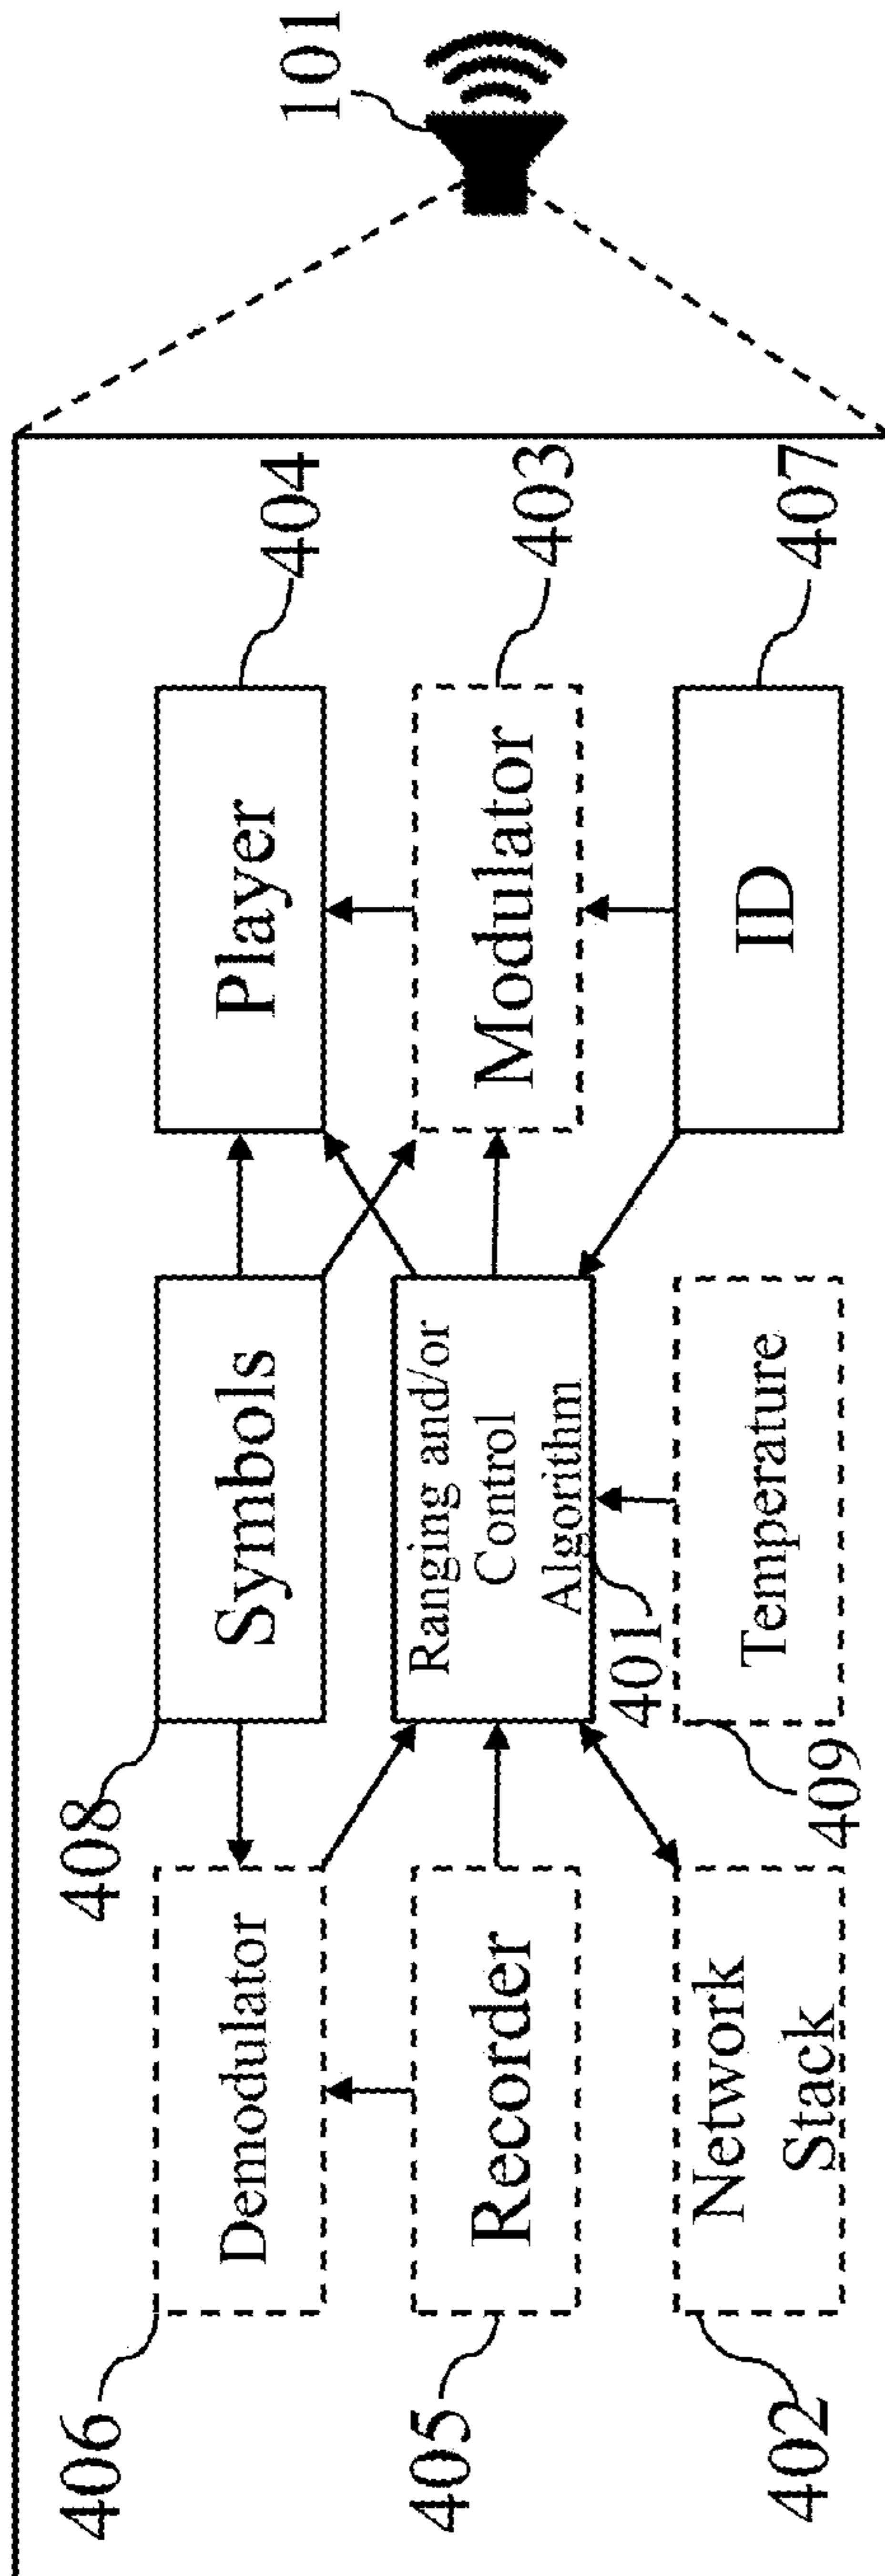 406
Demodulator
408
Symbols
Player
404
101
405
Recorder
Ranging and/or
Control
Algorithm
401
Modulator
403
402
Network
Stack
409
Temperature
ID
407